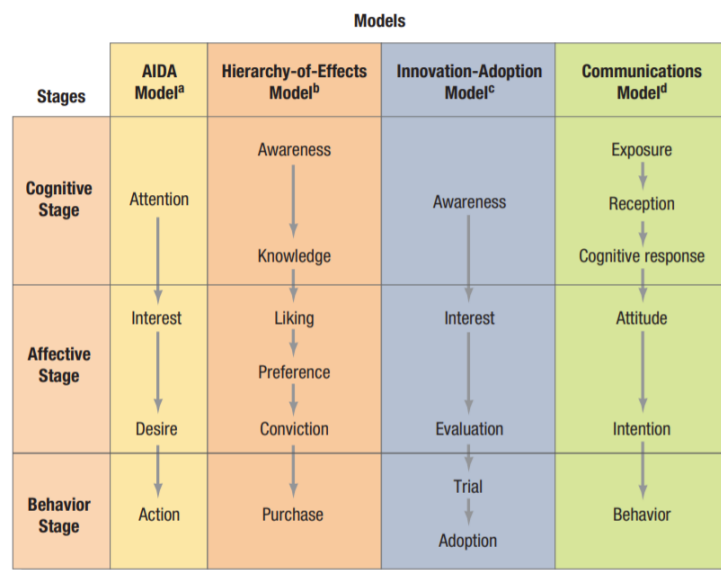 Models
Stages
AIDA
Modelᵃ
Hierarchy-of-Effects
Modelᵇ
Innovation-Adoption
Modelᶜ
Communications
Modelᵈ
Cognitive
Stage
Attention
Awareness
Knowledge
Awareness
Exposure
Reception
Cognitive response
Affective
Stage
Interest
Desire
Liking
Preference
Conviction
Interest
Evaluation
Attitude
Intention
Behavior
Stage
Action
Purchase
Trial
Adoption
Behavior